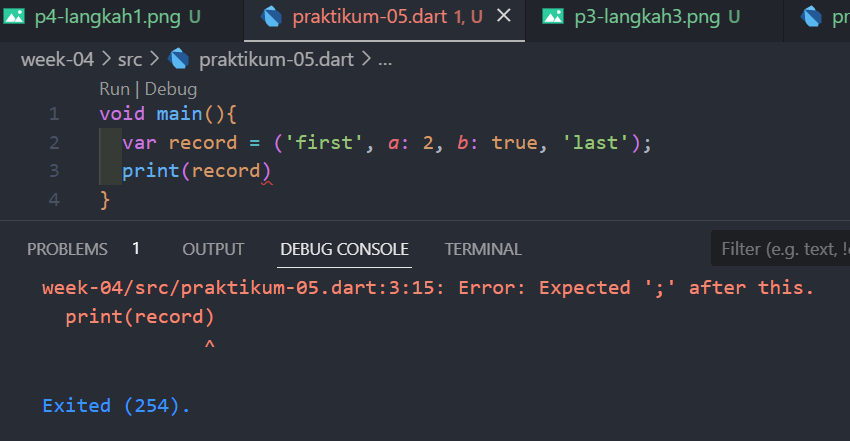 p4-langkah1.png U praktikum-05.dart 1, U p3-langkah3.png U pr
week-04 > src > praktikum-05.dart > ...
Run | Debug
1 void main(){
2 var record = ('first', a: 2, b: true, 'last');
3 print(record)
4 }
PROBLEMS 1 OUTPUT DEBUG CONSOLE TERMINAL Filter (e.g. text, !e
week-04/src/praktikum-05.dart:3:15: Error: Expected ';' after this.
print(record)
^
Exited (254).